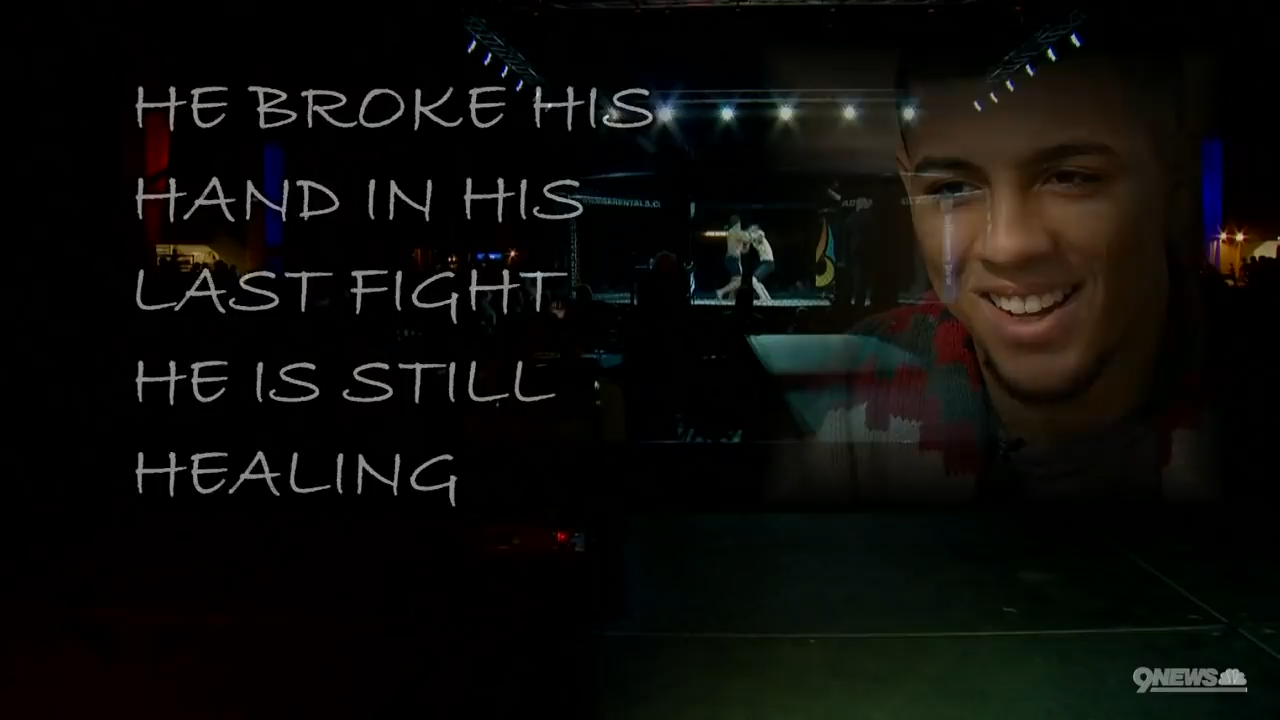 HE BROKE HIS
HAND IN HIS
LAST FIGHT
HE IS STILL
HEALING
9NEWS